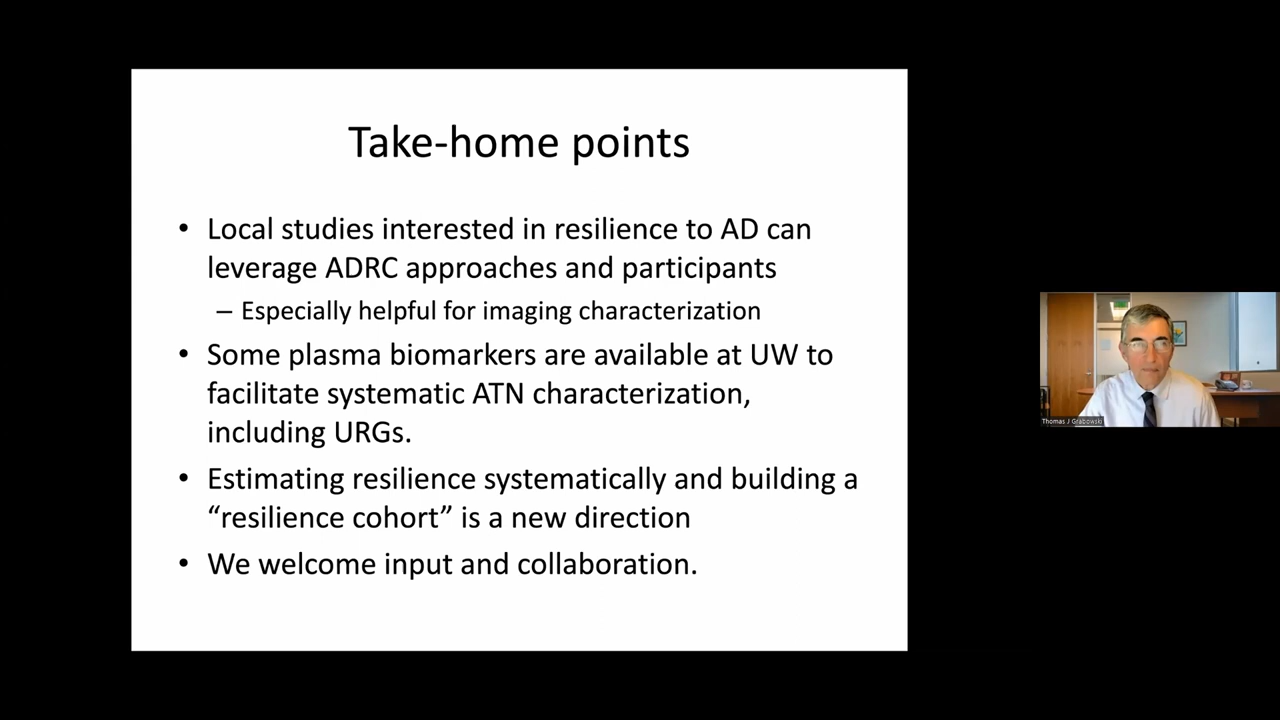 Take-home points
• Local studies interested in resilience to AD can
leverage ADRC approaches and participants
– Especially helpful for imaging characterization
• Some plasma biomarkers are available at UW to
facilitate systematic ATN characterization,
including URGs.
• Estimating resilience systematically and building a
“resilience cohort” is a new direction
• We welcome input and collaboration.
Thomas J Grabowski